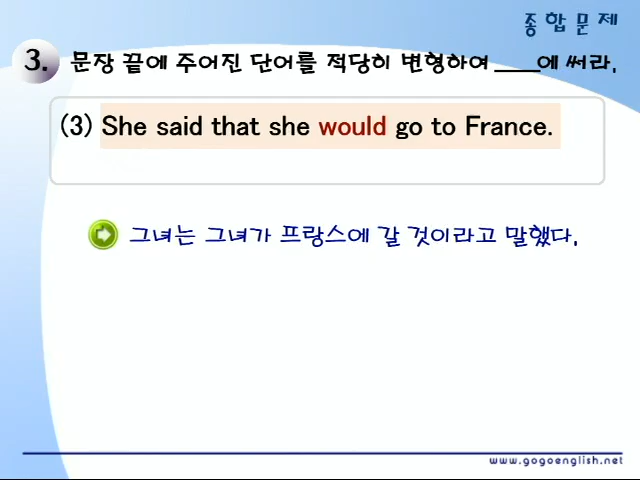 종합문제
3. 문장 끝에 주어진 단어를 적당히 변형하여 ____에 써라.
(3) She said that she would go to France.
그녀는 그녀가 프랑스에 갈 것이라고 말했다.
www.gogoenglish.net